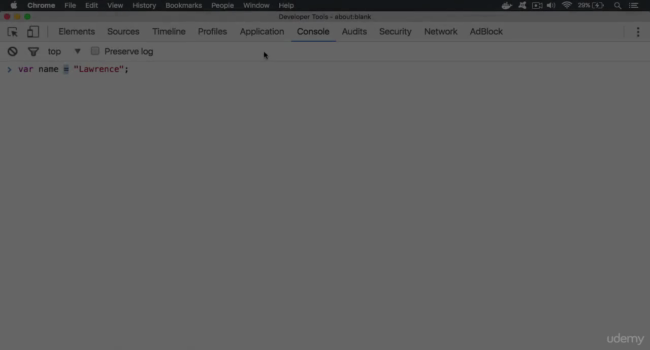 Chrome File Edit View History Bookmarks People Window Help 29%
Developer Tools - about:blank
Elements Sources Timeline Profiles Application Console Audits Security Network AdBlock
top Preserve log
> var name = "Lawrence";
udemy